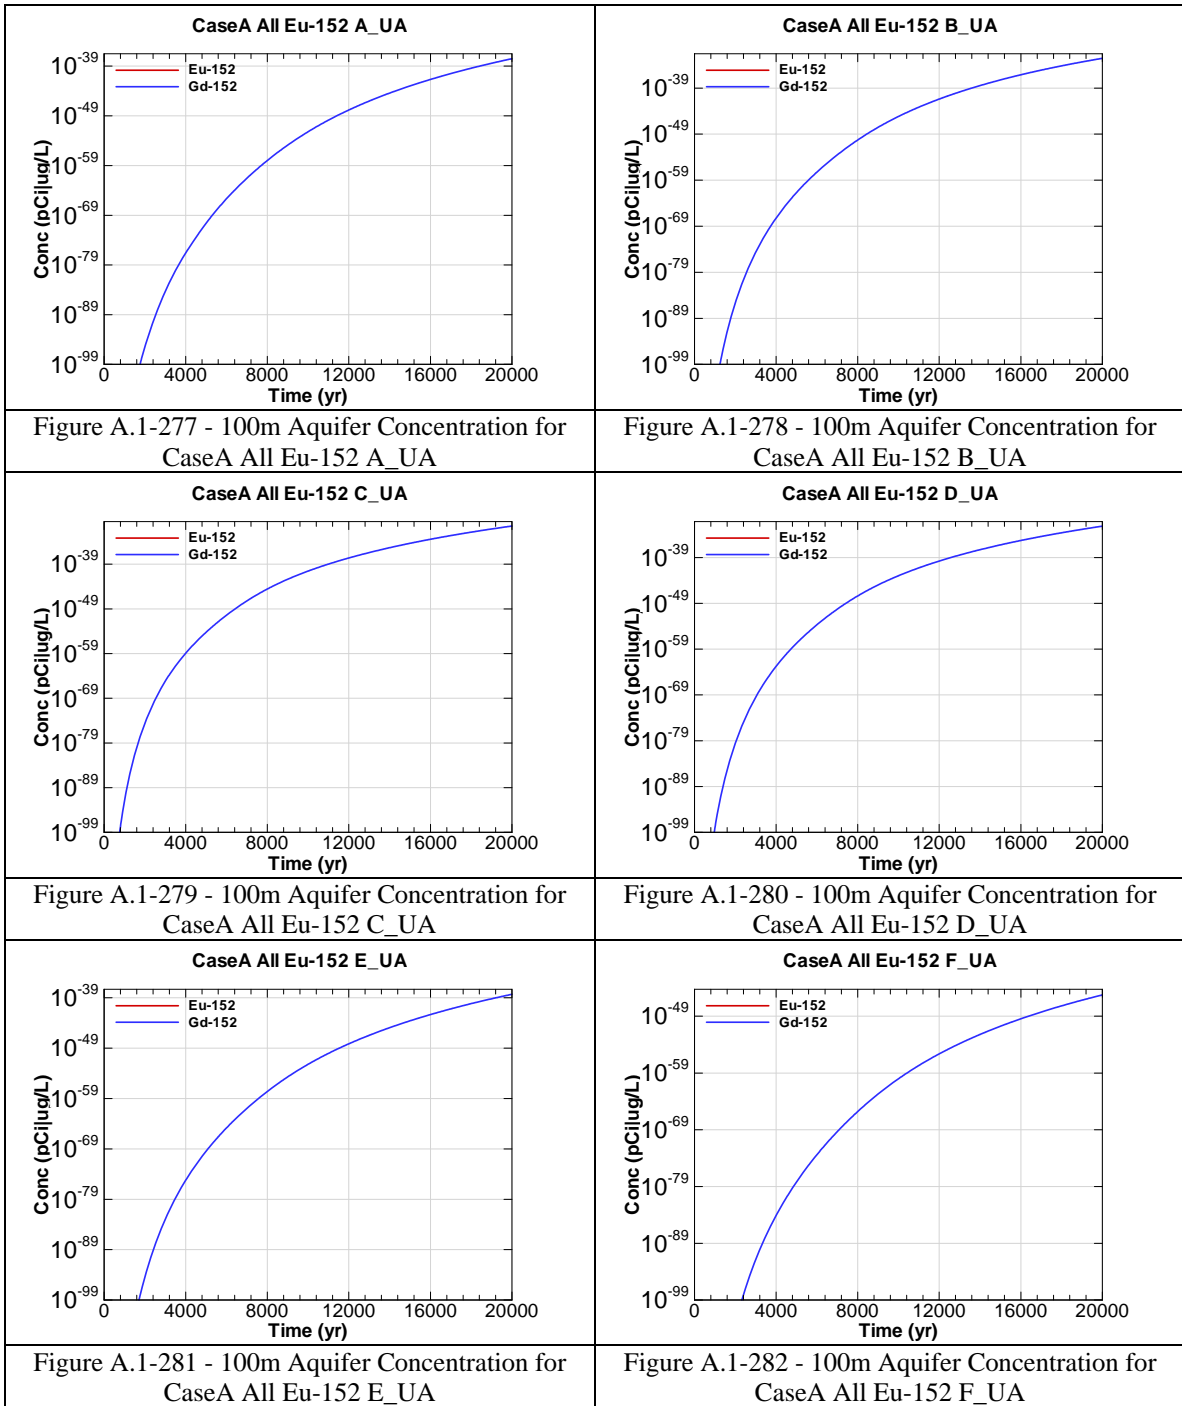 CaseA All Eu-152 A_UA
Conc (pCi|ug/L)
Eu-152
Gd-152
10-39
10-49
10-59
10-69
10-79
10-89
10-99
0 4000 8000 12000 16000 20000
Time (yr)
Figure A.1-277 - 100m Aquifer Concentration for
CaseA All Eu-152 A_UA
CaseA All Eu-152 B_UA
Conc (pCi|ug/L)
Eu-152
Gd-152
10-39
10-49
10-59
10-69
10-79
10-89
10-99
0 4000 8000 12000 16000 20000
Time (yr)
Figure A.1-278 - 100m Aquifer Concentration for
CaseA All Eu-152 B_UA
CaseA All Eu-152 C_UA
Conc (pCi|ug/L)
Eu-152
Gd-152
10-39
10-49
10-59
10-69
10-79
10-89
10-99
0 4000 8000 12000 16000 20000
Time (yr)
Figure A.1-279 - 100m Aquifer Concentration for
CaseA All Eu-152 C_UA
CaseA All Eu-152 D_UA
Conc (pCi|ug/L)
Eu-152
Gd-152
10-39
10-49
10-59
10-69
10-79
10-89
10-99
0 4000 8000 12000 16000 20000
Time (yr)
Figure A.1-280 - 100m Aquifer Concentration for
CaseA All Eu-152 D_UA
CaseA All Eu-152 E_UA
Conc (pCi|ug/L)
Eu-152
Gd-152
10-39
10-49
10-59
10-69
10-79
10-89
10-99
0 4000 8000 12000 16000 20000
Time (yr)
Figure A.1-281 - 100m Aquifer Concentration for
CaseA All Eu-152 E_UA
CaseA All Eu-152 F_UA
Conc (pCi|ug/L)
Eu-152
Gd-152
10-49
10-59
10-69
10-79
10-89
10-99
0 4000 8000 12000 16000 20000
Time (yr)
Figure A.1-282 - 100m Aquifer Concentration for
CaseA All Eu-152 F_UA